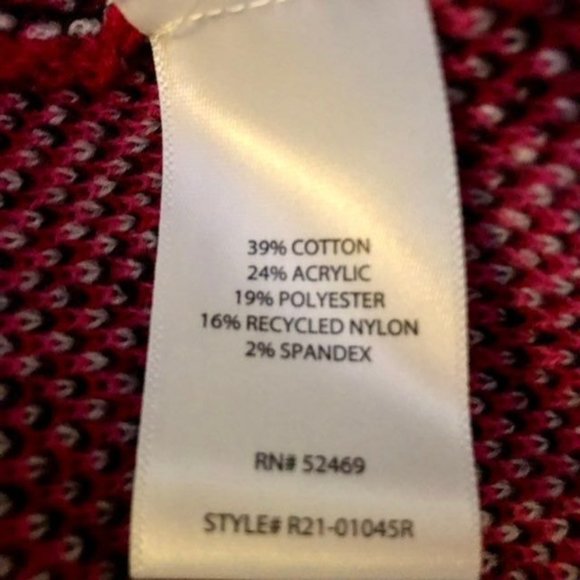 39% COTTON
24% ACRYLIC
19% POLYESTER
16% RECYCLED NYLON
2% SPANDEX
RN# 52469
STYLE# R21-01045R